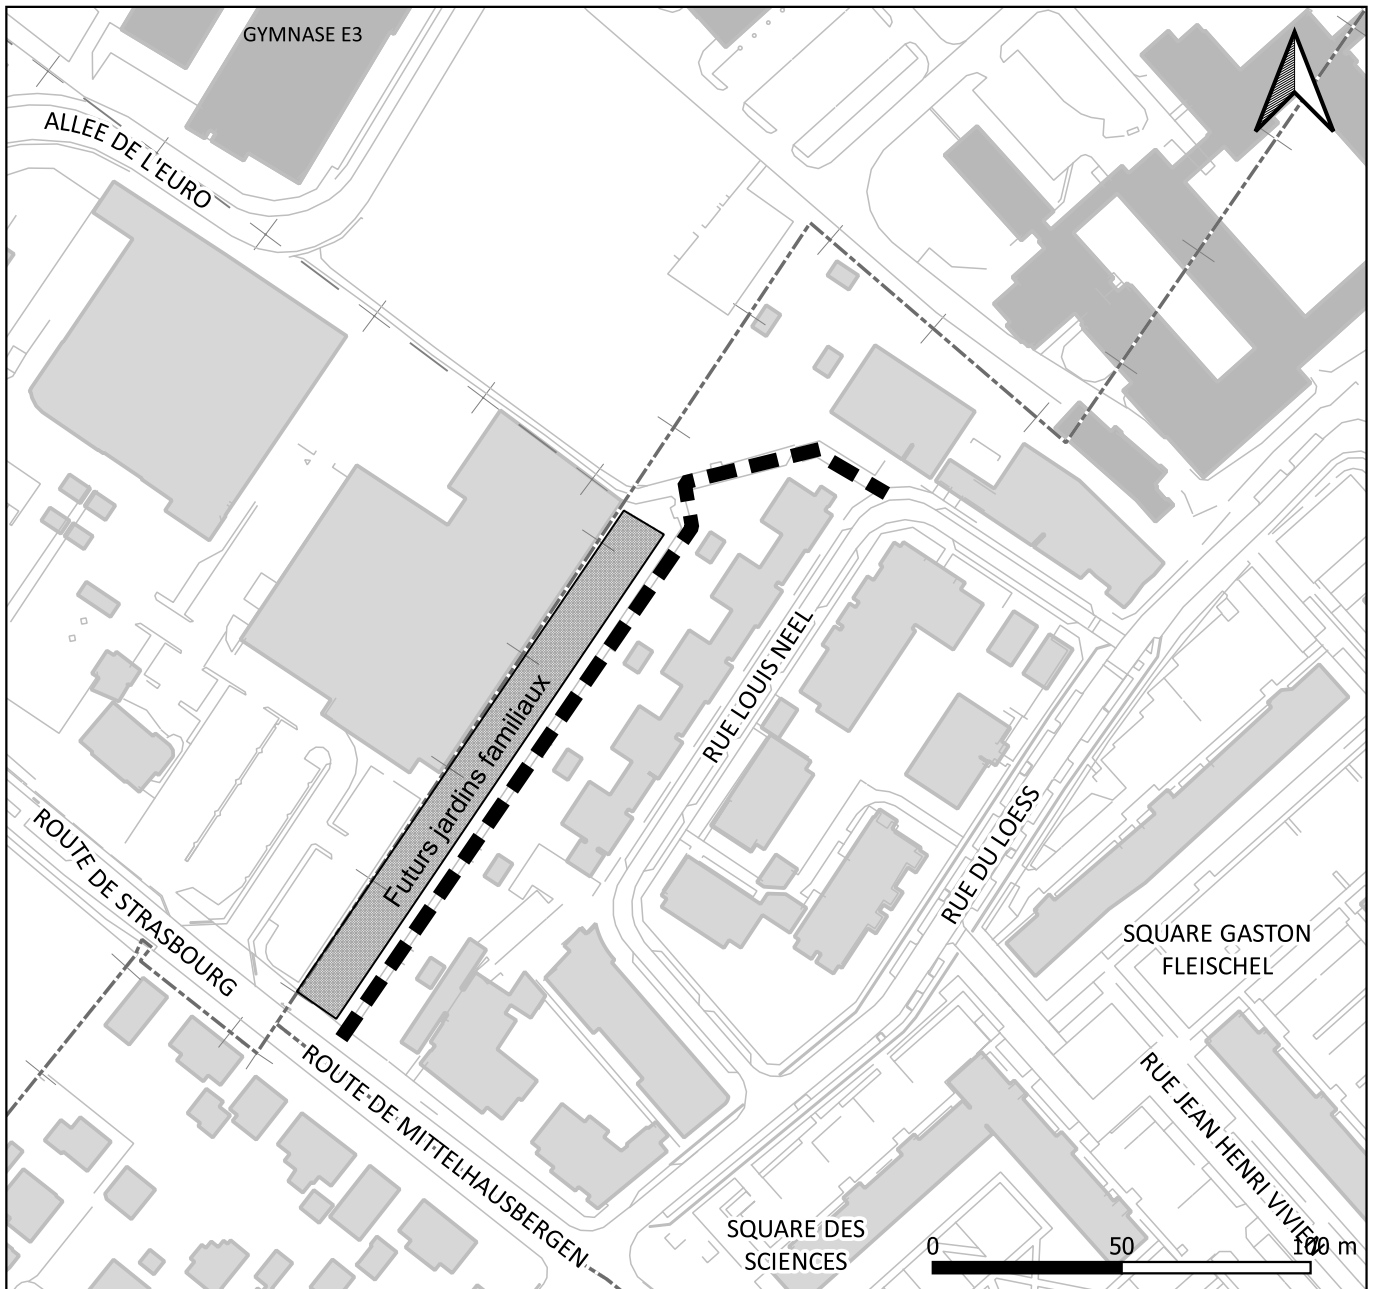 GYMNASE E3
ALLEE DE L'EURO
RUE LOUIS NEEL
Futurs jardins familiaux
ROUTE DE STRASBOURG
RUE DU LOESS
SQUARE GASTON
FLEISCHEL
ROUTE DE MITTELHAUSBERGEN
RUE JEAN HENRI VIVIEN
SQUARE DES
SCIENCES
0 50 100 m